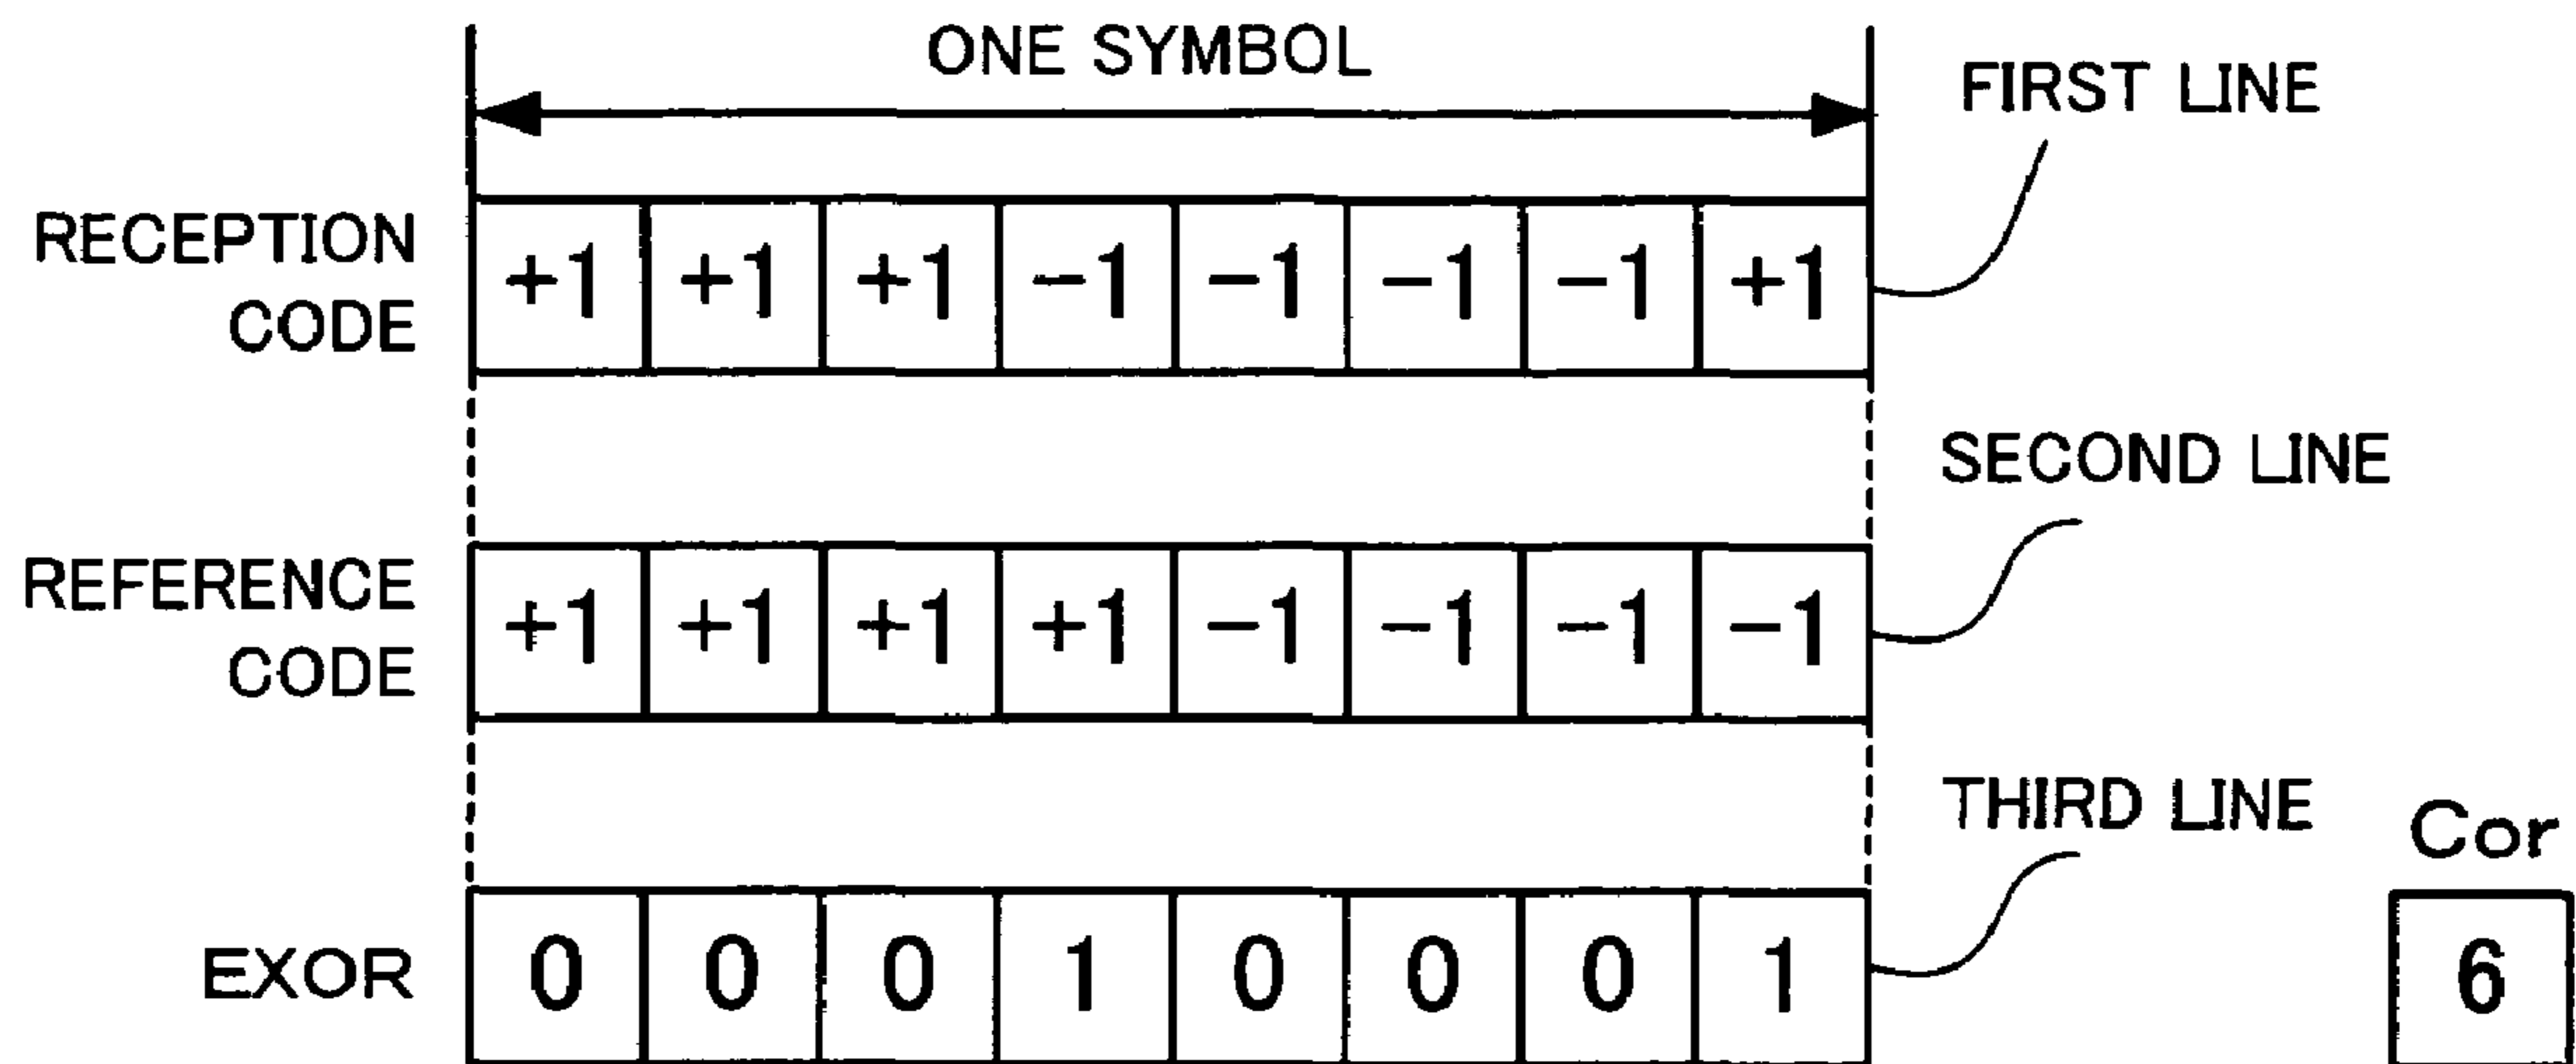 ONE SYMBOL
FIRST LINE
RECEPTION
CODE
+1 +1 +1 −1 −1 −1 −1 +1
SECOND LINE
REFERENCE
CODE
+1 +1 +1 +1 −1 −1 −1 −1
THIRD LINE
Cor
EXOR
0 0 0 1 0 0 0 1
6